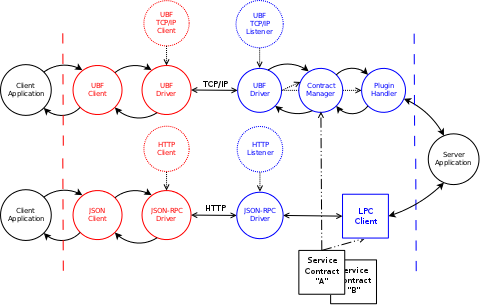 UBF
TCP/IP
Client
UBF
TCP/IP
Listener
Client
Application
UBF
Client
UBF
Driver
TCP/IP
UBF
Driver
Contract
Manager
Plugin
Handler
HTTP
Client
HTTP
Listener
Server
Application
Client
Application
JSON
Client
JSON-RPC
Driver
HTTP
JSON-RPC
Driver
LPC
Client
Service
Contract
"A"
Service
Contract
"B"